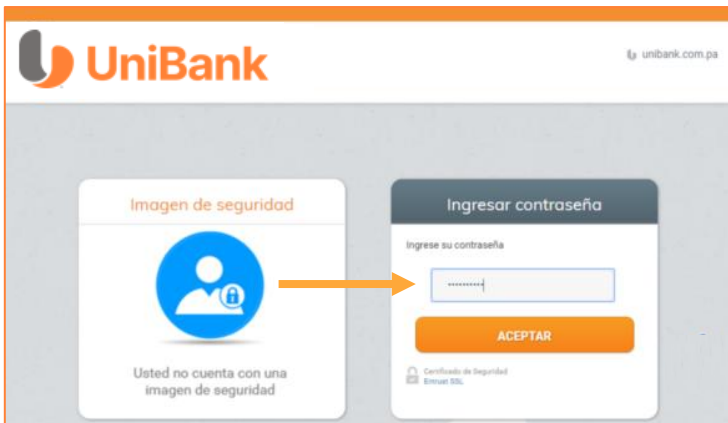 UniBank
unibank.com.pa
Imagen de seguridad
Usted no cuenta con una
imagen de seguridad
Ingresar contraseña
Ingrese su contraseña
ACEPTAR
Certificado de Seguridad
Entrust SSL